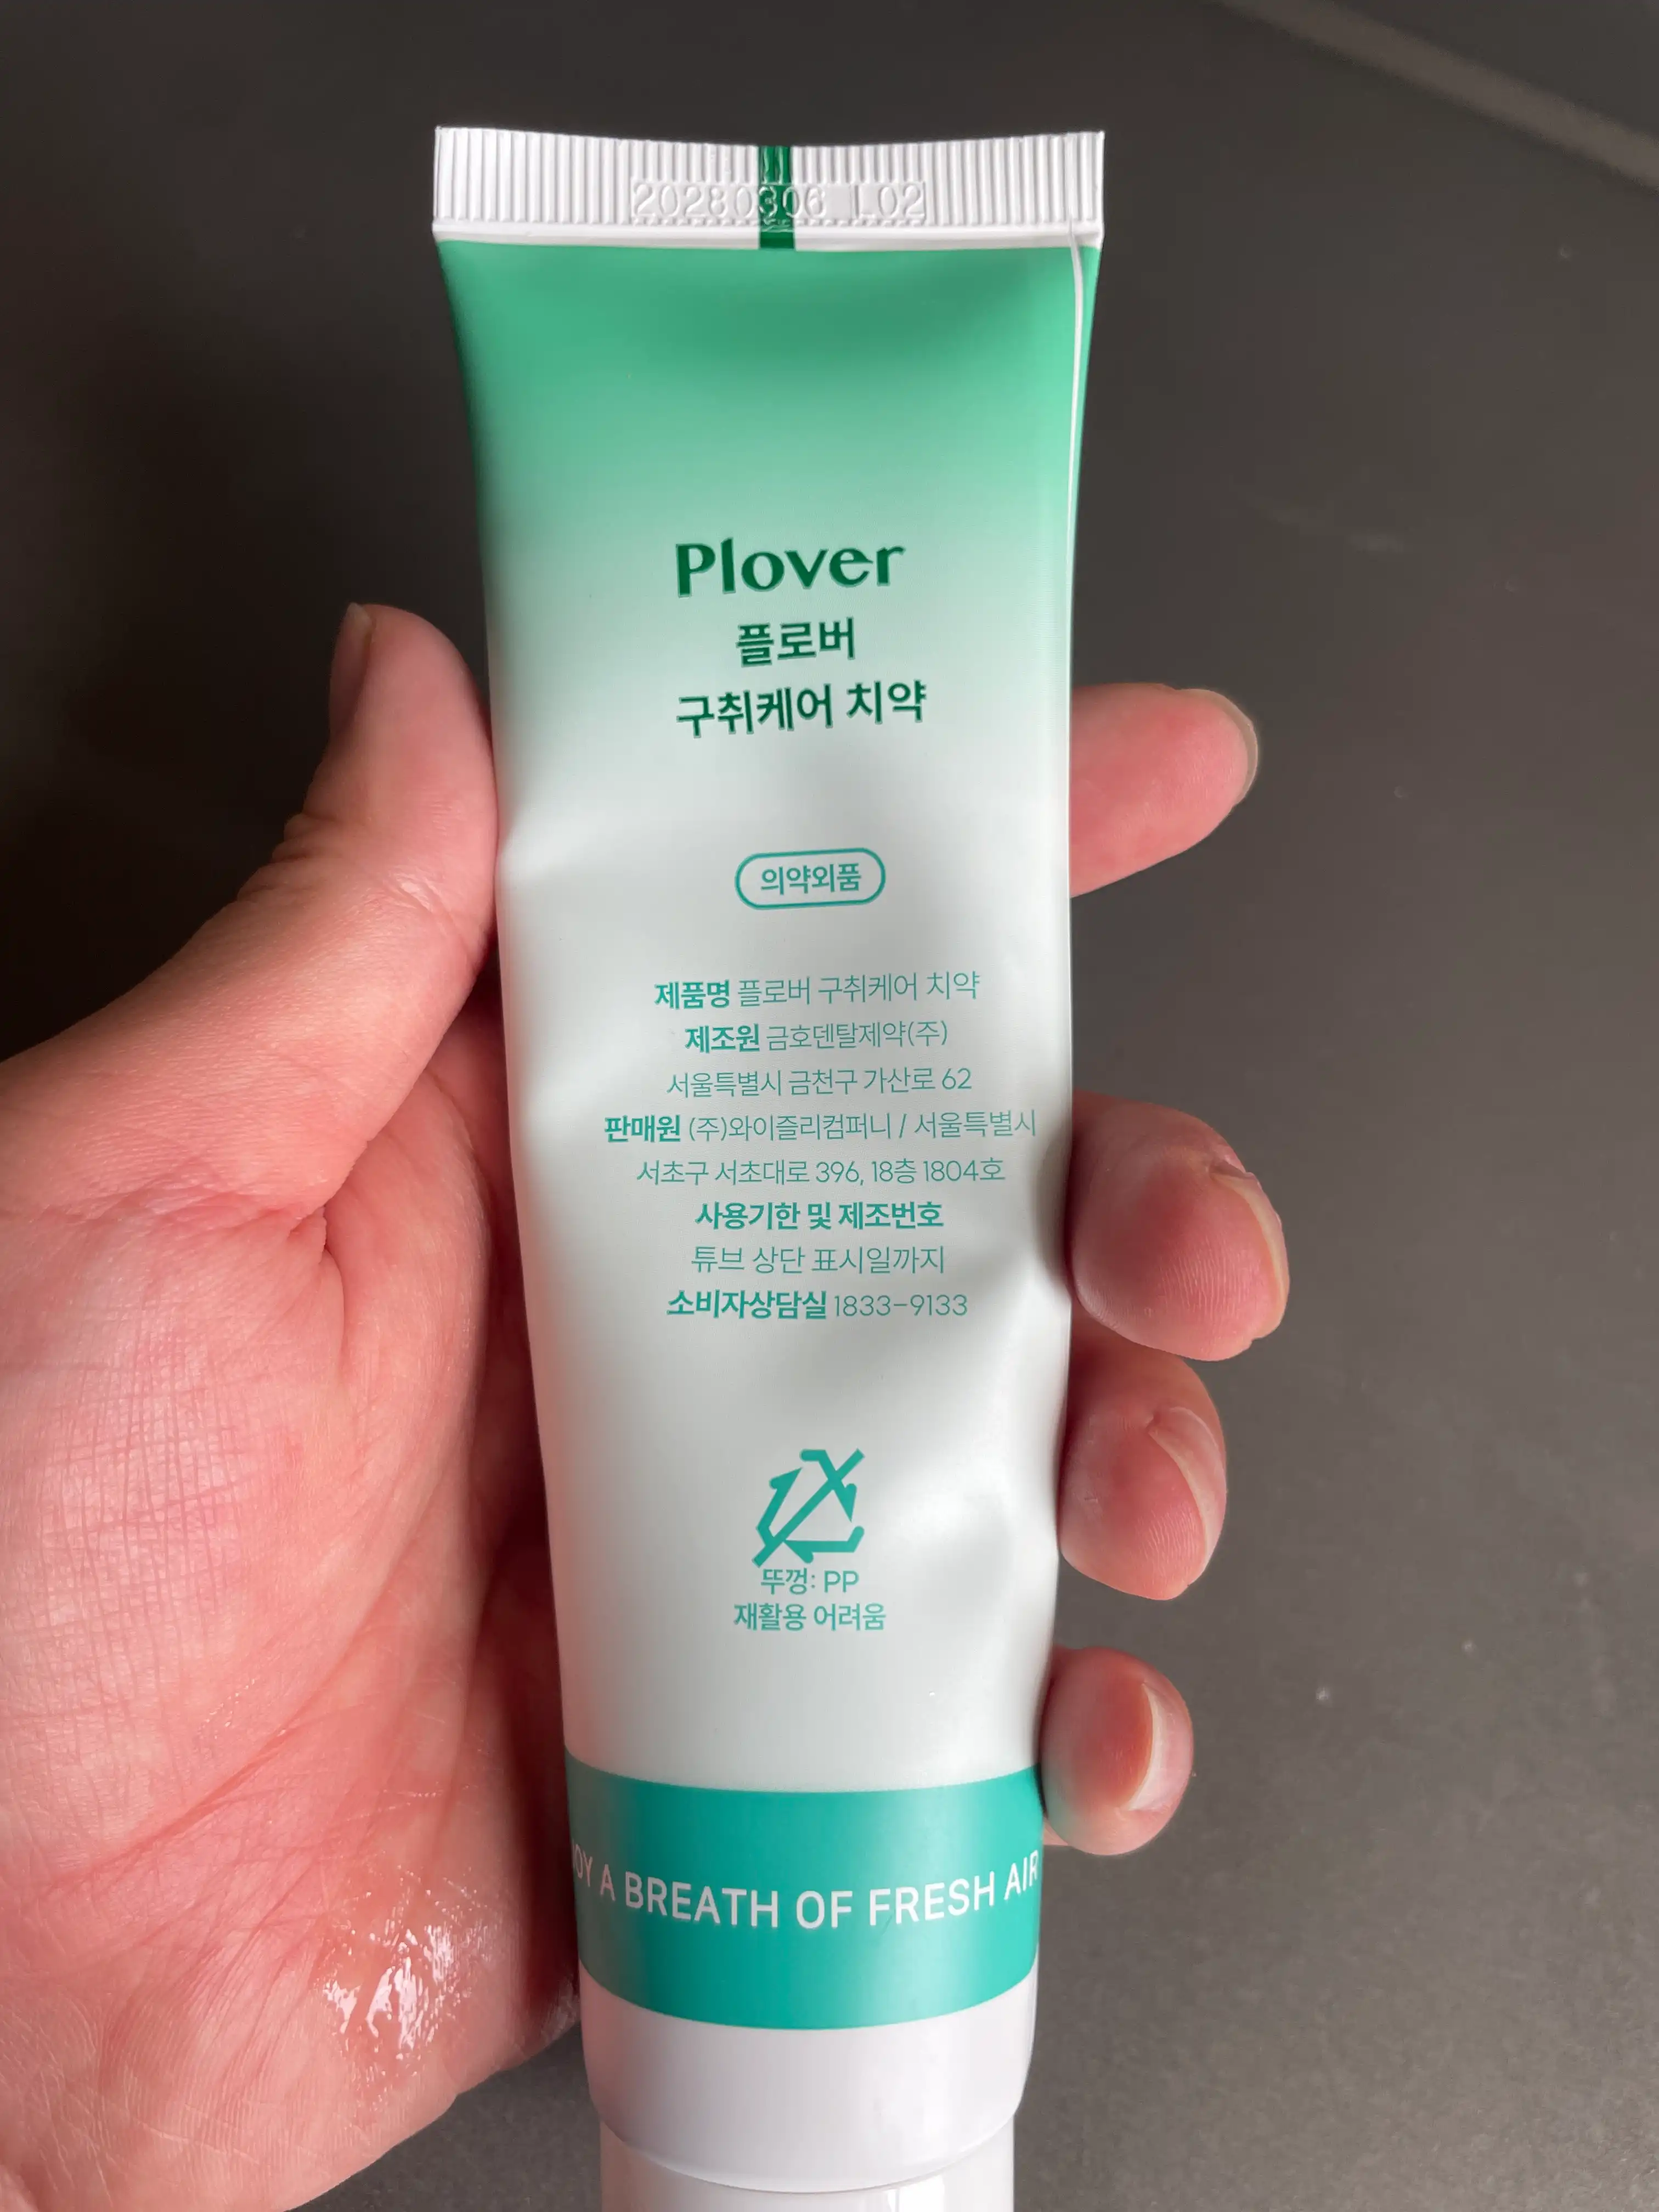 20280306 L02
Plover
플로버
구취케어 치약
의약외품
제품명 플로버 구취케어 치약
제조원 금호덴탈제약(주)
서울특별시 금천구 가산로 62
판매원 (주)와이즐리컴퍼니 / 서울특별시
서초구 서초대로 396, 18층 1804호
사용기한 및 제조번호
튜브 상단 표시일까지
소비자상담실 1833-9133
뚜껑: PP
재활용 어려움
A BREATH OF FRESH AIR